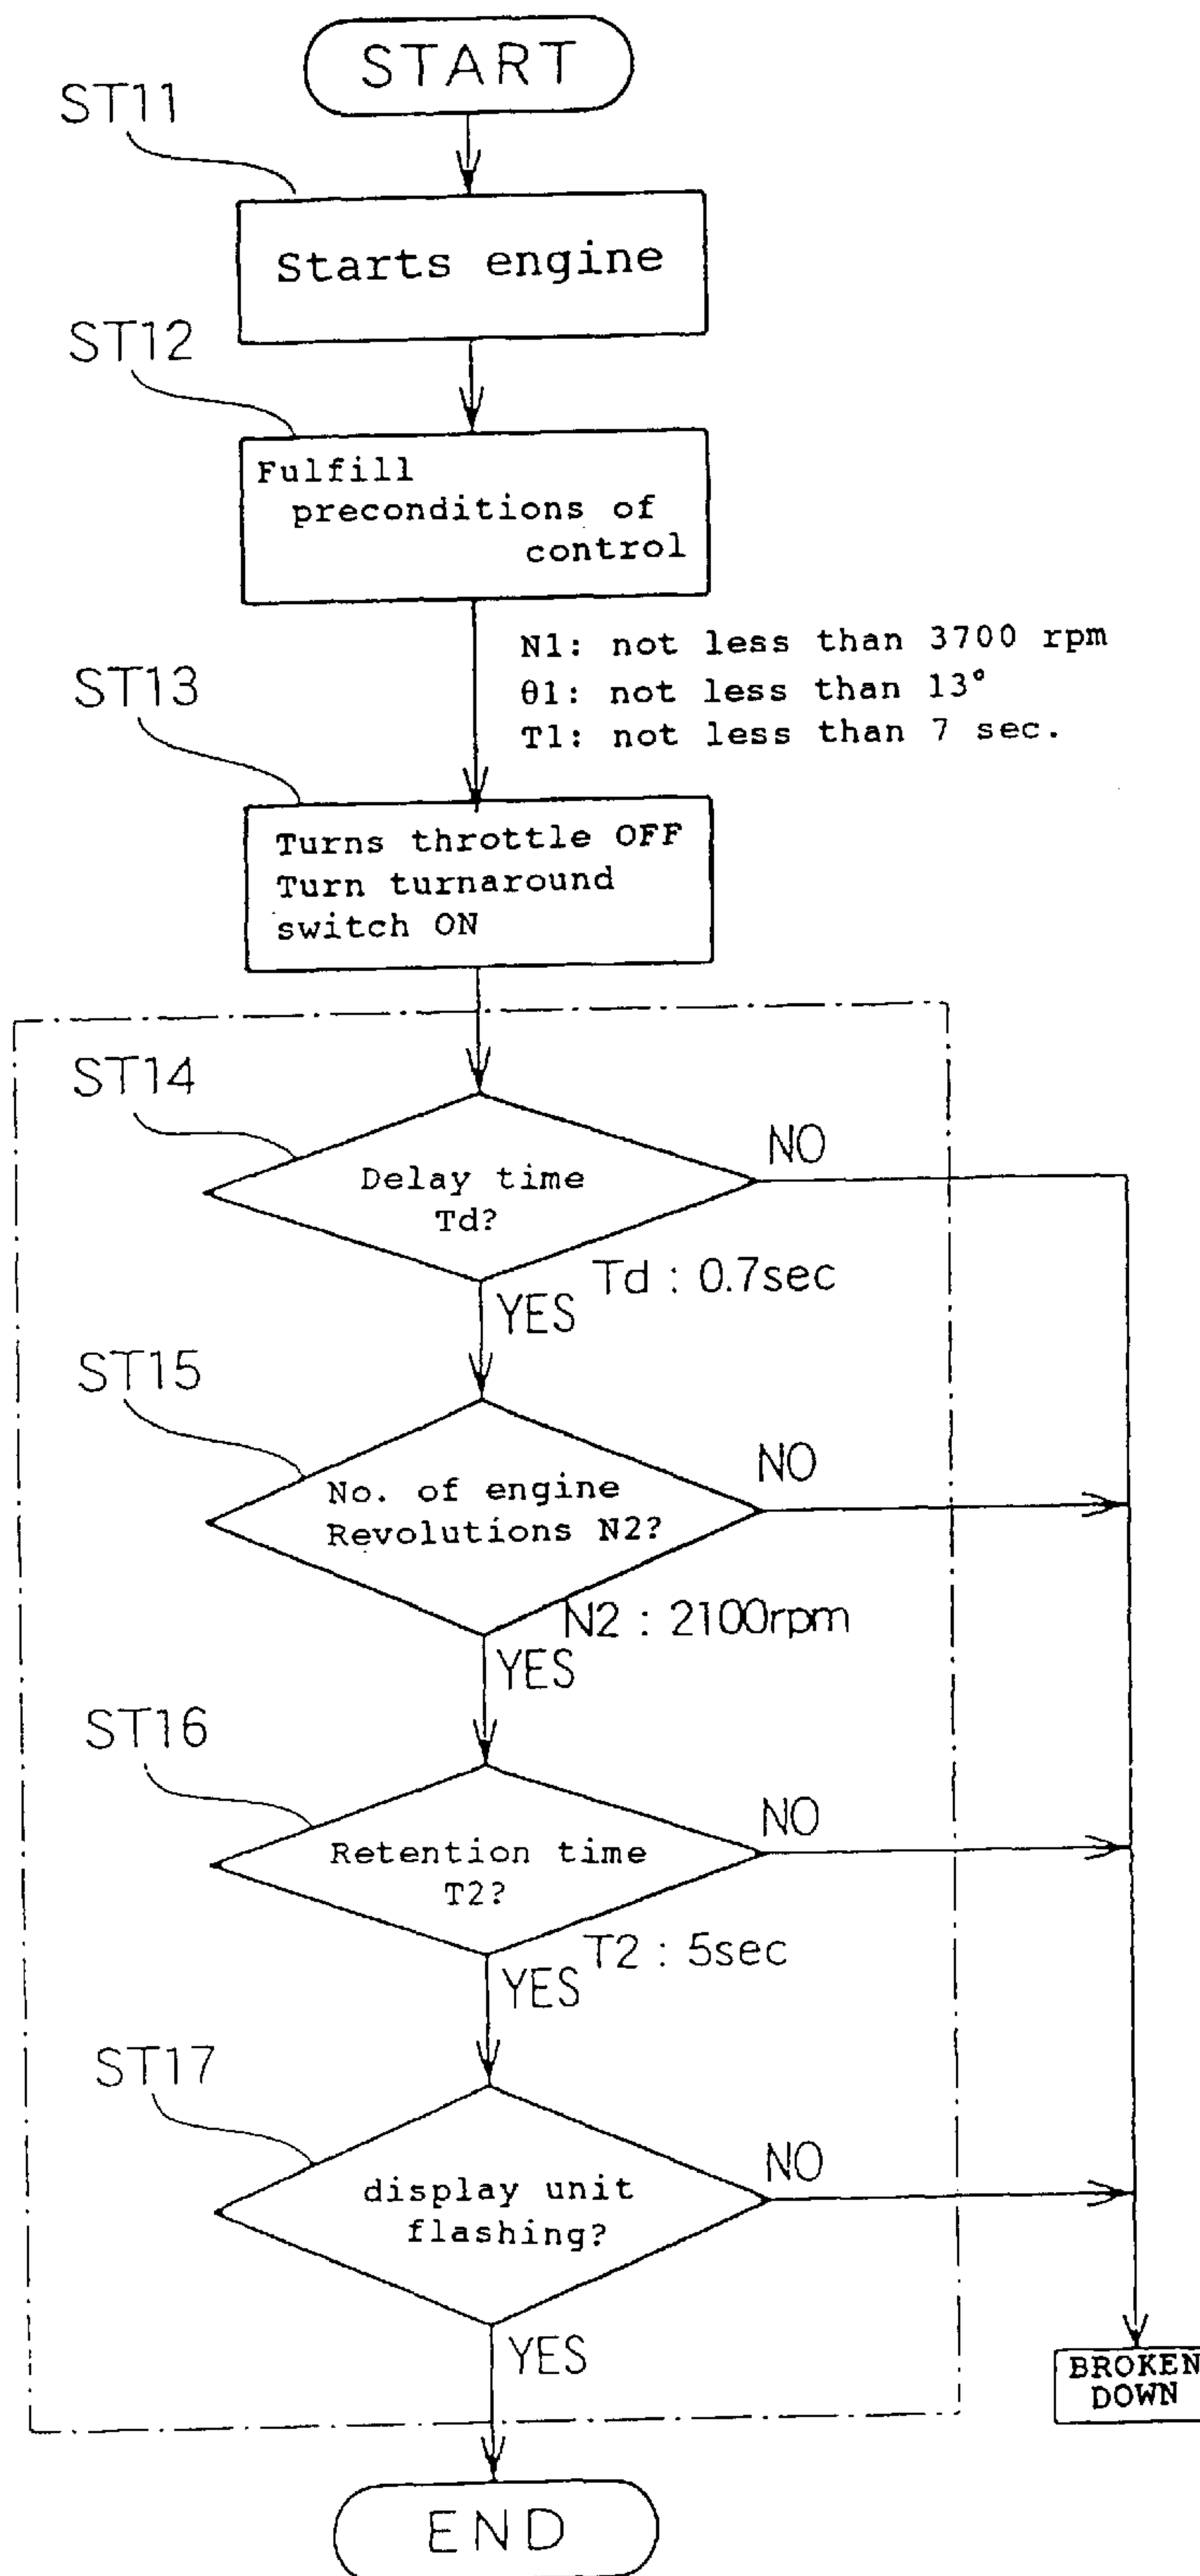 START
ST11
Starts engine
ST12
Fulfill
preconditions of
control
N1: not less than 3700 rpm
θ1: not less than 13°
T1: not less than 7 sec.
ST13
Turns throttle OFF
Turn turnaround
switch ON
ST14
NO
Delay time
Td?
Td : 0.7sec
YES
ST15
NO
No. of engine
Revolutions N2?
N2 : 2100rpm
YES
ST16
NO
Retention time
T2?
T2 : 5sec
YES
ST17
NO
display unit
flashing?
YES
BROKEN
DOWN
END